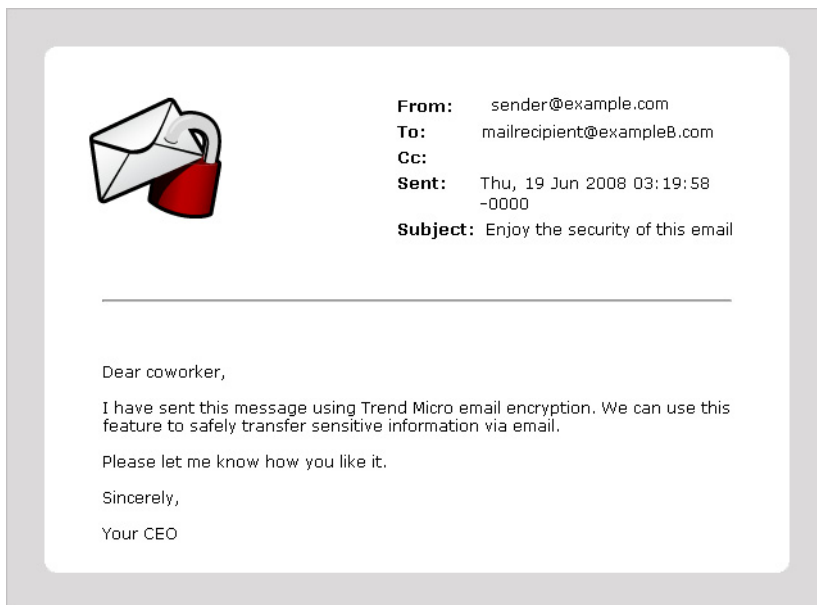 From: sender@example.com
To: mailrecipient@exampleB.com
Cc:
Sent: Thu, 19 Jun 2008 03:19:58
-0000
Subject: Enjoy the security of this email
Dear coworker,
I have sent this message using Trend Micro email encryption. We can use this
feature to safely transfer sensitive information via email.
Please let me know how you like it.
Sincerely,
Your CEO